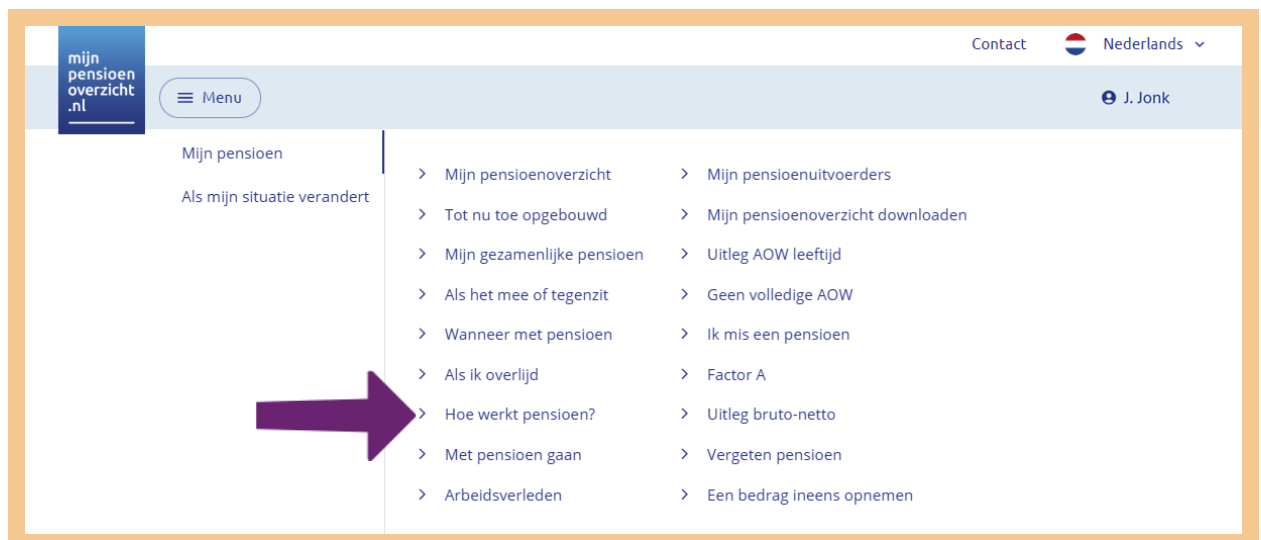 Contact
Nederlands
mijn
pensioen
overzicht
.nl
Menu
J. Jonk
Mijn pensioen
Als mijn situatie verandert
Mijn pensioenoverzicht
Tot nu toe opgebouwd
Mijn gezamenlijke pensioen
Als het mee of tegenzit
Wanneer met pensioen
Als ik overlijd
Hoe werkt pensioen?
Met pensioen gaan
Arbeidsverleden
Mijn pensioenuitvoerders
Mijn pensioenoverzicht downloaden
Uitleg AOW leeftijd
Geen volledige AOW
Ik mis een pensioen
Factor A
Uitleg bruto-netto
Vergeten pensioen
Een bedrag ineens opnemen